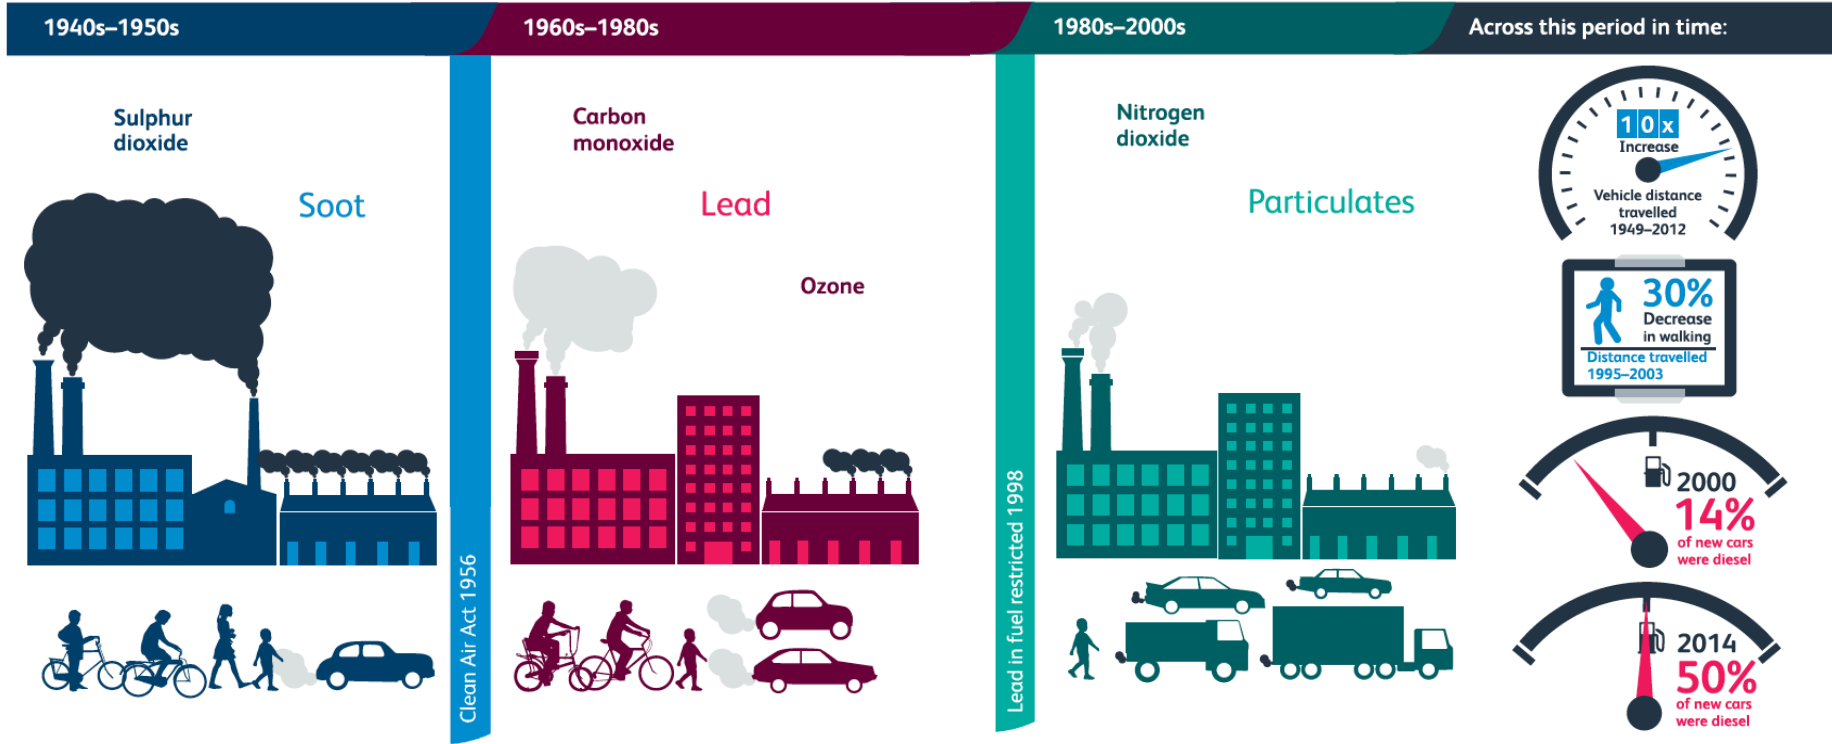 1940s–1950s
1960s–1980s
1980s–2000s
Across this period in time:
Sulphur
dioxide
Soot
Clean Air Act 1956
Carbon
monoxide
Lead
Ozone
Lead in fuel restricted 1998
Nitrogen
dioxide
Particulates
10x
Increase
Vehicle distance
travelled
1949–2012
30%
Decrease
in walking
Distance travelled
1995–2003
2000
14%
of new cars
were diesel
2014
50%
of new cars
were diesel